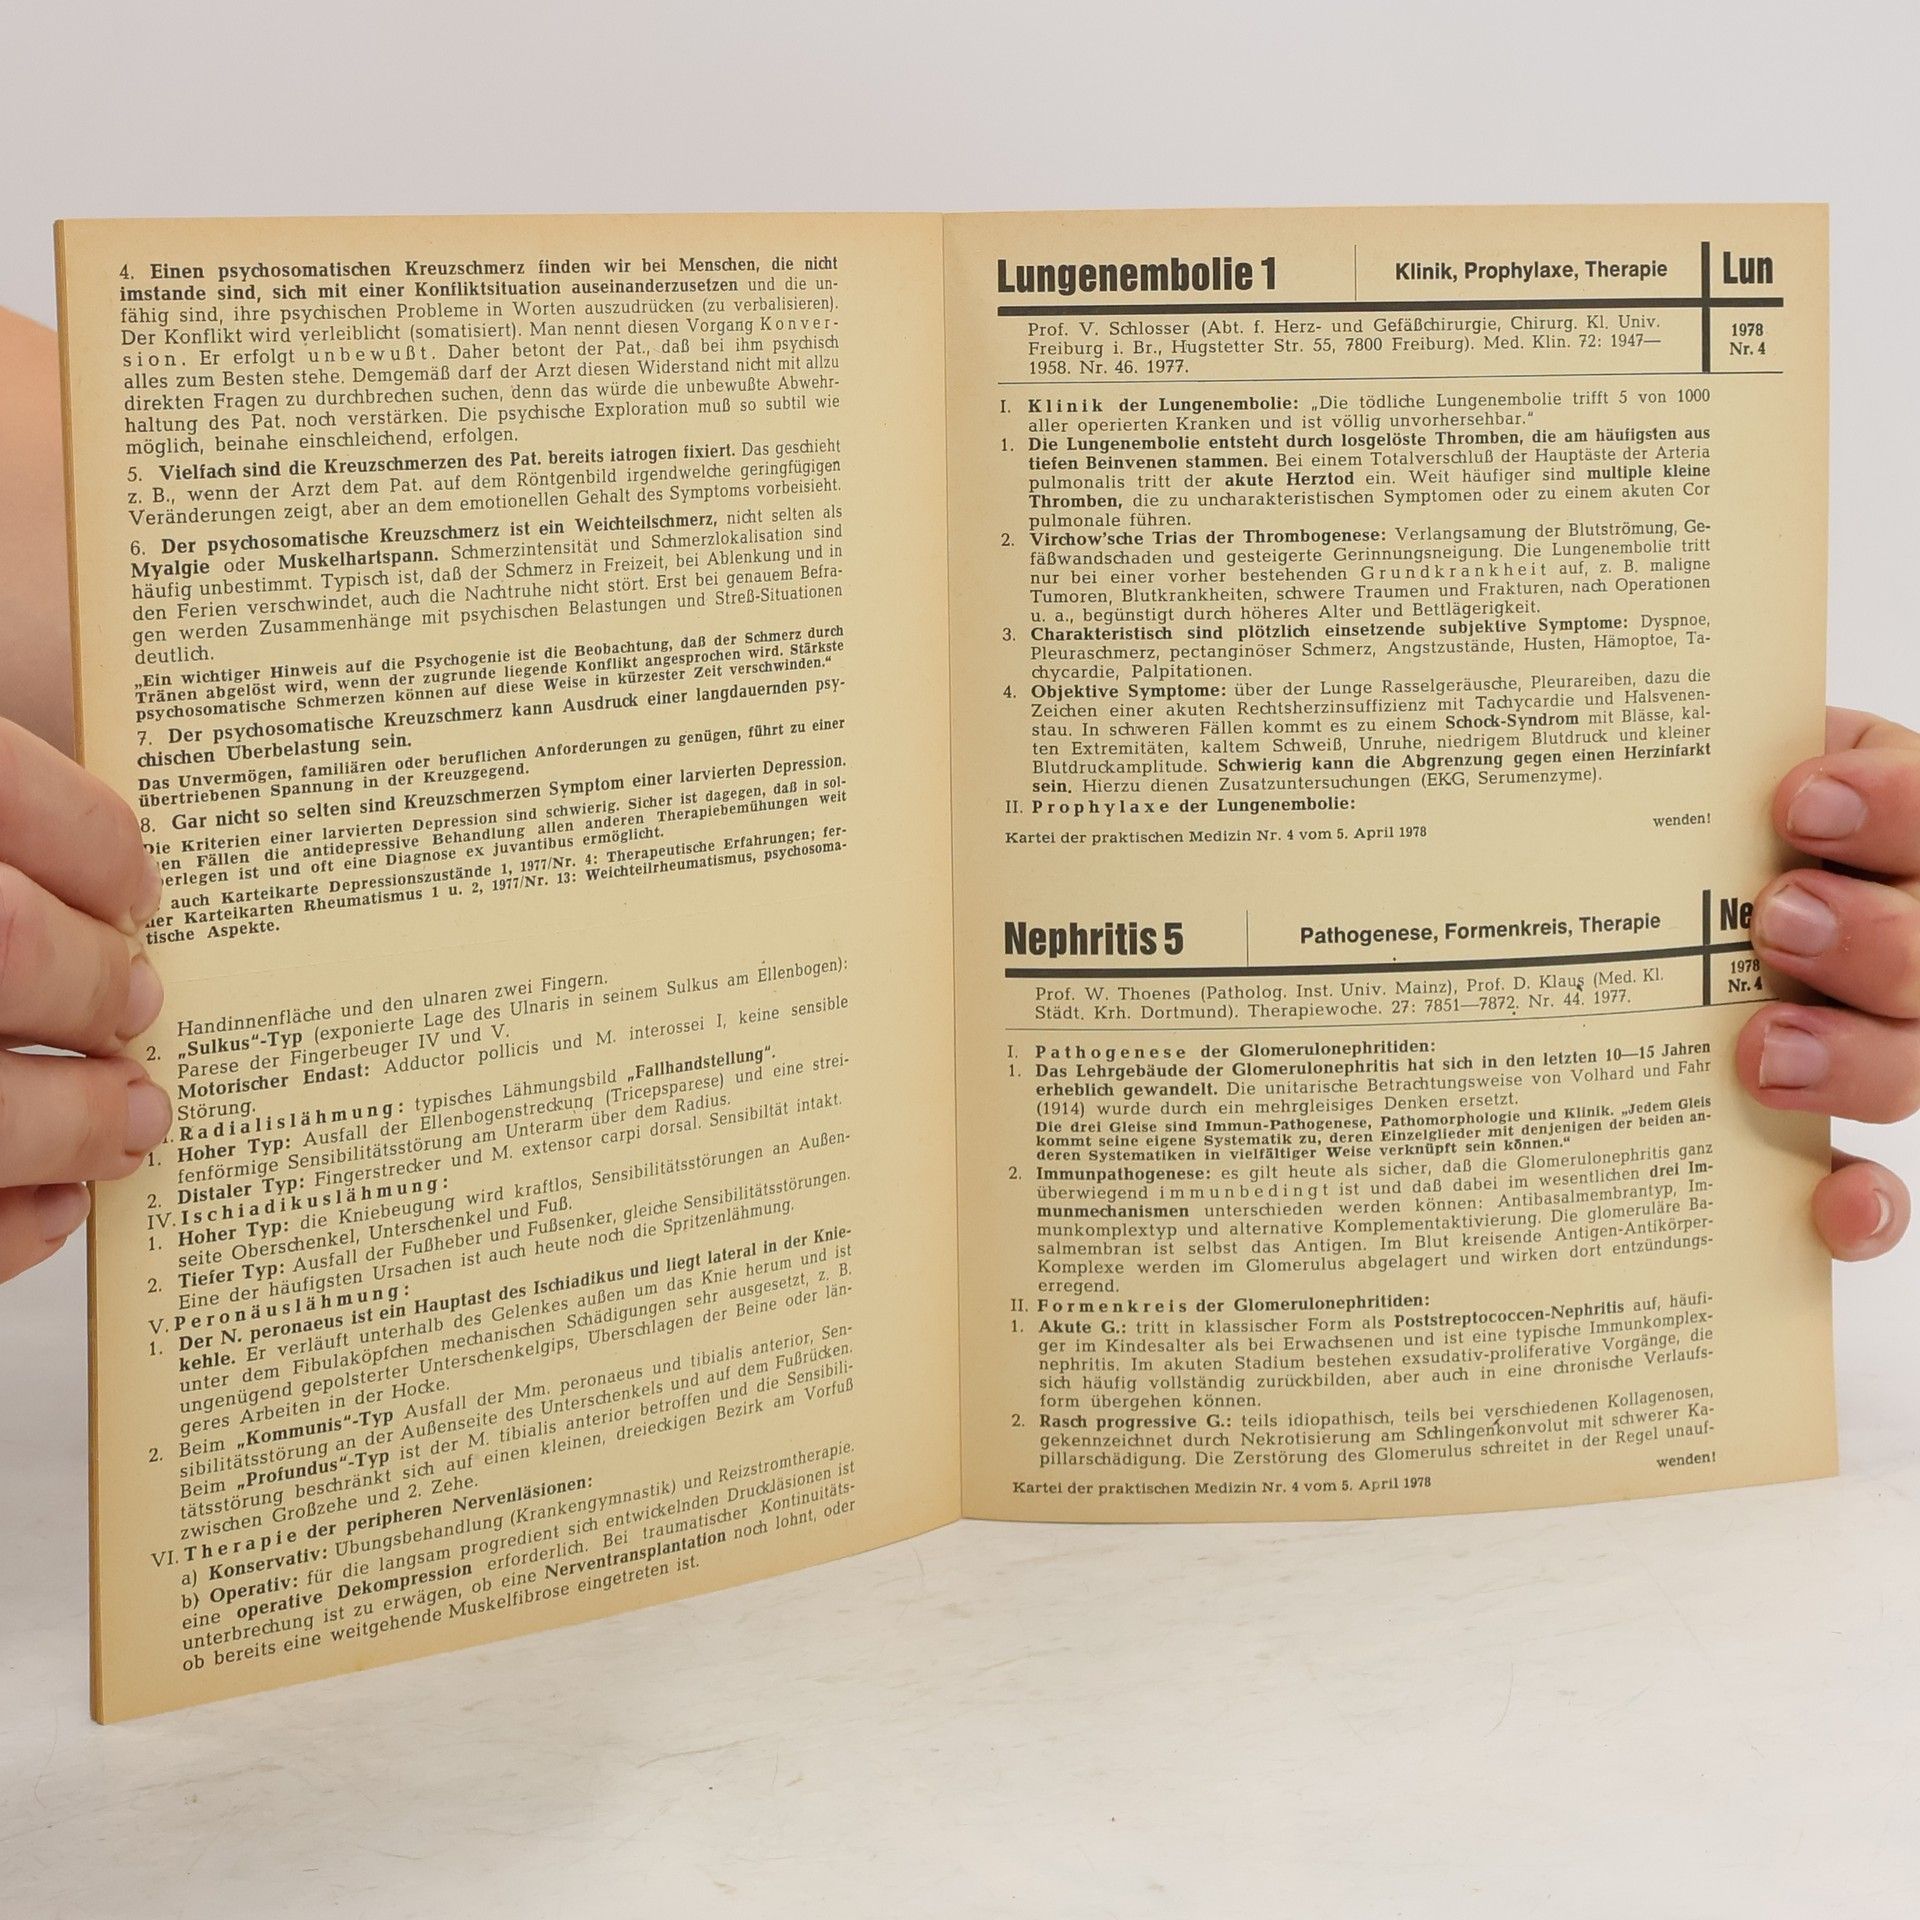 4. Einen psychosomatischen Kreuzschmerz finden wir bei Menschen, die nicht
imstande sind, sich mit einer Konfliktsituation auseinanderzusetzen und die un-
fähig sind, ihre psychischen Probleme in Worten auszudrücken (zu verbalisieren).
Der Konflikt wird verleiblicht (somatisiert). Man nennt diesen Vorgang Konver-
sion. Er erfolgt unbewußt. Daher betont der Pat., daß bei ihm psychisch
alles zum Besten stehe. Demgemäß darf der Arzt diesen Widerstand nicht mit allzu
direkten Fragen zu durchbrechen suchen, denn das würde die unbewußte Abwehr-
haltung des Pat. noch verstärken. Die psychische Exploration muß so subtil wie
möglich, beinahe einschleichend, erfolgen.
5. Vielfach sind die Kreuzschmerzen des Pat. bereits iatrogen fixiert. Das geschieht
z. B., wenn der Arzt dem Pat. auf dem Röntgenbild irgendwelche geringfügigen
Veränderungen zeigt, aber an dem emotionellen Gehalt des Symptoms vorbeisieht.
6. Der psychosomatische Kreuzschmerz ist ein Weichteilschmerz, nicht selten als
Myalgie oder Muskelhartspann. Schmerzintensität und Schmerzlokalisation sind
häufig unbestimmt. Typisch ist, daß der Schmerz in Freizeit, bei Ablenkung und in
den Ferien verschwindet, auch die Nachtruhe nicht stört. Erst bei genauem Befra-
gen werden Zusammenhänge mit psychischen Belastungen und Streß-Situationen
deutlich.
„Ein wichtiger Hinweis auf die Psychogenie ist die Beobachtung, daß der Schmerz durch
Tränen abgelöst wird, wenn der zugrunde liegende Konflikt angesprochen wird. Stärkste
psychosomatische Schmerzen können auf diese Weise in kürzester Zeit verschwinden.“
7. Der psychosomatische Kreuzschmerz kann Ausdruck einer langdauernden psy-
chischen Überbelastung sein.
Das Unvermögen, familiären oder beruflichen Anforderungen zu genügen, führt zu einer
übertriebenen Spannung in der Kreuzgegend.
8. Gar nicht so selten sind Kreuzschmerzen Symptom einer larvierten Depression.
Die Kriterien einer larvierten Depression sind schwierig. Sicher ist dagegen, daß in sol-
Fällen die antidepressive Behandlung allen anderen Therapiebemühungen weit
erlegen ist und oft eine Diagnose ex juvantibus ermöglicht.
auch Karteikarte Depressionszustände 1, 1977/Nr. 4: Therapeutische Erfahrungen; fer-
ner Karteikarten Rheumatismus 1 u. 2, 1977/Nr. 13: Weichteilrheumatismus, psychosoma-
tische Aspekte.
Handinnenfläche und den ulnaren zwei Fingern.
2. „Sulkus“-Typ (exponierte Lage des Ulnaris in seinem Sulkus am Ellenbogen):
Parese der Fingerbeuger IV und V.
Motorischer Endast: Adductor pollicis und M. interossei I, keine sensible
Störung.
Radialislähmung: typisches Lähmungsbild „Fallhandstellung“.
1. Hoher Typ: Ausfall der Ellenbogenstreckung (Tricepsparese) und eine strei-
fenförmige Sensibilitätsstörung am Unterarm über dem Radius.
2. Distaler Typ: Fingerstrecker und M. extensor carpi dorsal. Sensibiltät intakt.
IV. Ischiadikuslähmung:
1. Hoher Typ: die Kniebeugung wird kraftlos, Sensibilitätsstörungen an Außen-
seite Oberschenkel, Unterschenkel und Fuß.
2. Tiefer Typ: Ausfall der Fußheber und Fußsenker, gleiche Sensibilitätsstörungen.
Eine der häufigsten Ursachen ist auch heute noch die Spritzenlähmung.
V. Peronäuslähmung:
1. Der N. peronaeus ist ein Hauptast des Ischiadikus und liegt lateral in der Knie-
kehle. Er verläuft unterhalb des Gelenkes außen um das Knie herum und ist
unter dem Fibulaköpfchen mechanischen Schädigungen sehr ausgesetzt, z. B.
ungenügend gepolsterter Unterschenkelgips, Überschlagen der Beine oder län-
geres Arbeiten in der Hocke.
2. Beim „Kommunis“-Typ Ausfall der Mm. peronaeus und tibialis anterior, Sen-
sibilitätsstörung an der Außenseite des Unterschenkels und auf dem Fußrücken.
Beim „Profundus“-Typ ist der M. tibialis anterior betroffen und die Sensibili-
tätsstörung beschränkt sich auf einen kleinen, dreieckigen Bezirk am Vorfuß
zwischen Großzehe und 2. Zehe.
VI. Therapie der peripheren Nervenläsionen:
a) Konservativ: Übungsbehandlung (Krankengymnastik) und Reizstromtherapie.
b) Operativ: für die langsam progredient sich entwickelnden Druckläsionen ist
eine operative Dekompression erforderlich. Bei traumatischer Kontinuitäts-
unterbrechung ist zu erwägen, ob eine Nerventransplantation noch lohnt, oder
ob bereits eine weitgehende Muskelfibrose eingetreten ist.
Lungenembolie 1 Klinik, Prophylaxe, Therapie Lun
Prof. V. Schlosser (Abt. f. Herz- und Gefäßchirurgie, Chirurg. Kl. Univ.
Freiburg i. Br., Hugstetter Str. 55, 7800 Freiburg). Med. Klin. 72: 1947—
1958. Nr. 46. 1977.
1978
Nr. 4
I. Klinik der Lungenembolie: „Die tödliche Lungenembolie trifft 5 von 1000
aller operierten Kranken und ist völlig unvorhersehbar.“
1. Die Lungenembolie entsteht durch losgelöste Thromben, die am häufigsten aus
tiefen Beinvenen stammen. Bei einem Totalverschluß der Hauptäste der Arteria
pulmonalis tritt der akute Herztod ein. Weit häufiger sind multiple kleine
Thromben, die zu uncharakteristischen Symptomen oder zu einem akuten Cor
pulmonale führen.
2. Virchow'sche Trias der Thrombogenese: Verlangsamung der Blutströmung, Ge-
fäßwandschaden und gesteigerte Gerinnungsneigung. Die Lungenembolie tritt
nur bei einer vorher bestehenden Grundkrankheit auf, z. B. maligne
Tumoren, Blutkrankheiten, schwere Traumen und Frakturen, nach Operationen
u. a., begünstigt durch höheres Alter und Bettlägerigkeit.
3. Charakteristisch sind plötzlich einsetzende subjektive Symptome: Dyspnoe,
Pleuraschmerz, pectanginöser Schmerz, Angstzustände, Husten, Hämoptoe, Ta-
chycardie, Palpitationen.
4. Objektive Symptome: über der Lunge Rasselgeräusche, Pleurareiben, dazu die
Zeichen einer akuten Rechtsherzinsuffizienz mit Tachycardie und Halsvenen-
stau. In schweren Fällen kommt es zu einem Schock-Syndrom mit Blässe, kal-
ten Extremitäten, kaltem Schweiß, Unruhe, niedrigem Blutdruck und kleiner
Blutdruckamplitude. Schwierig kann die Abgrenzung gegen einen Herzinfarkt
sein. Hierzu dienen Zusatzuntersuchungen (EKG, Serumenzyme).
II. Prophylaxe der Lungenembolie:
wenden!
Kartei der praktischen Medizin Nr. 4 vom 5. April 1978
Nephritis 5 Pathogenese, Formenkreis, Therapie Ne
Prof. W. Thoenes (Patholog. Inst. Univ. Mainz), Prof. D. Klaus (Med. Kl.
Städt. Krh. Dortmund). Therapiewoche. 27: 7851—7872. Nr. 44. 1977.
1978
Nr. 4
I. Pathogenese der Glomerulonephritiden:
1. Das Lehrgebäude der Glomerulonephritis hat sich in den letzten 10—15 Jahren
erheblich gewandelt. Die unitarische Betrachtungsweise von Volhard und Fahr
(1914) wurde durch ein mehrgleisiges Denken ersetzt.
Die drei Gleise sind Immun-Pathogenese, Pathomorphologie und Klinik. „Jedem Gleis
kommt seine eigene Systematik zu, deren Einzelglieder mit denjenigen der beiden an-
deren Systematiken in vielfältiger Weise verknüpft sein können.“
2. Immunpathogenese: es gilt heute als sicher, daß die Glomerulonephritis ganz
überwiegend immunbedingt ist und daß dabei im wesentlichen drei Im-
munmechanismen unterschieden werden können: Antibasalmembrantyp, Im-
munkomplextyp und alternative Komplementaktivierung. Die glomeruläre Ba-
salmembran ist selbst das Antigen. Im Blut kreisende Antigen-Antikörper-
Komplexe werden im Glomerulus abgelagert und wirken dort entzündungs-
erregend.
II. Formenkreis der Glomerulonephritiden:
1. Akute G.: tritt in klassischer Form als Poststreptococcen-Nephritis auf, häufi-
ger im Kindesalter als bei Erwachsenen und ist eine typische Immunkomplex-
nephritis. Im akuten Stadium bestehen exsudativ-proliferative Vorgänge, die
sich häufig vollständig zurückbilden, aber auch in eine chronische Verlaufs-
form übergehen können.
2. Rasch progressive G.: teils idiopathisch, teils bei verschiedenen Kollagenosen,
gekennzeichnet durch Nekrotisierung am Schlingenkonvolut mit schwerer Ka-
pillarschädigung. Die Zerstörung des Glomerulus schreitet in der Regel unauf-
wenden!
Kartei der praktischen Medizin Nr. 4 vom 5. April 1978